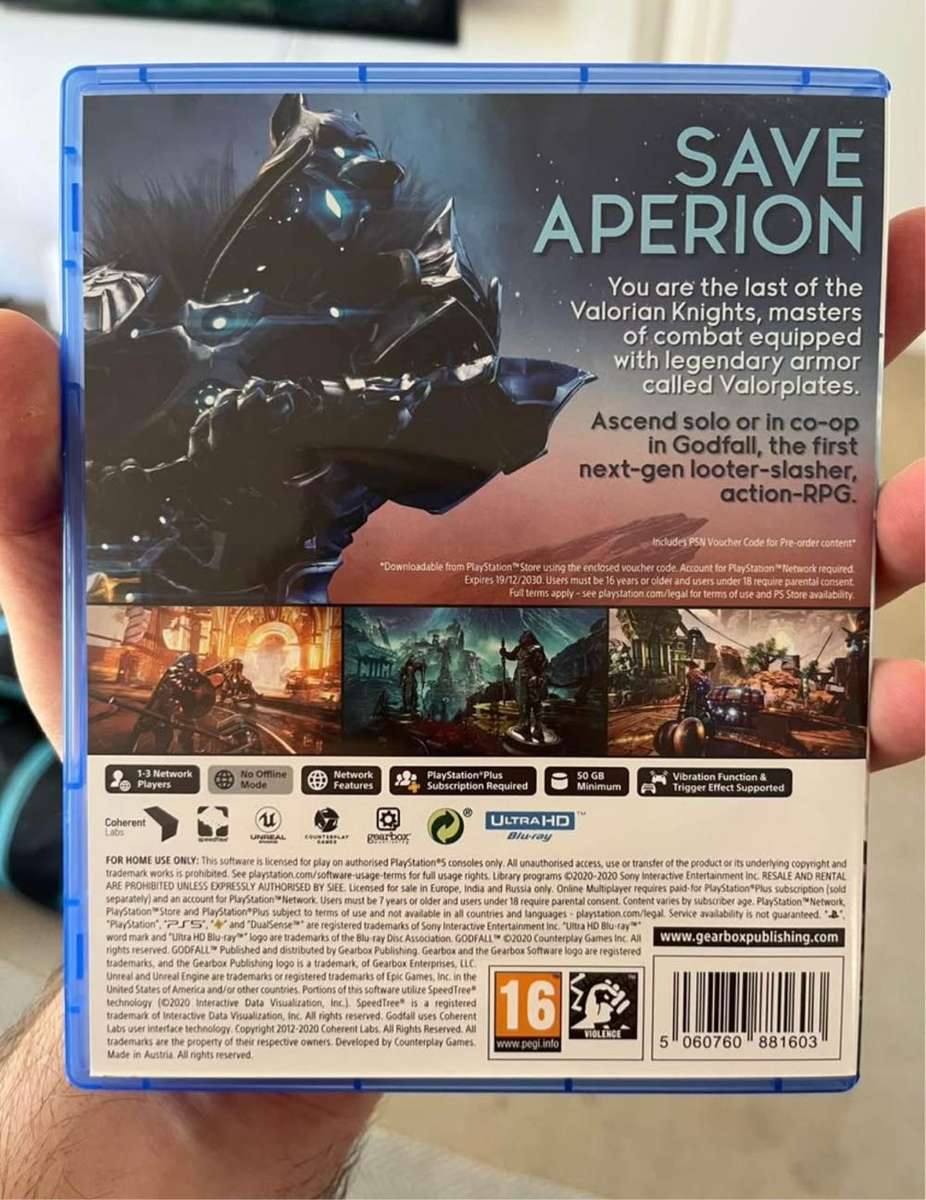 SAVE
APERION
You are the last of the
Valorian Knights, masters
of combat equipped
with legendary armor
called Valorplates.
Ascend solo or in co-op
in Godfall, the first
next-gen looter-slasher,
action-RPG.
Includes PSN Voucher Code for Pre-order content*
*Downloadable from PlayStation™Store using the enclosed voucher code. Account for PlayStation™Network required.
Expires 19/12/2030. Users must be 16 years or older and users under 18 require parental consent.
Full terms apply – see playstation.com/legal for terms of use and PS Store availability.
1-3 Network
Players
No Offline
Mode
Network
Features
PlayStation®Plus
Subscription Required
50 GB
Minimum
Vibration Function &
Trigger Effect Supported
Coherent
Labs
speedtree
UNREAL
ENGINE
COUNTERPLAY
GAMES
gearbox
PUBLISHING
®
ULTRAHD™
Blu-ray
FOR HOME USE ONLY: This software is licensed for play on authorised PlayStation®5 consoles only. All unauthorised access, use or transfer of the product or its underlying copyright and
trademark works is prohibited. See playstation.com/software-usage-terms for full usage rights. Library programs ©2020-2020 Sony Interactive Entertainment Inc. RESALE AND RENTAL
ARE PROHIBITED UNLESS EXPRESSLY AUTHORISED BY SIEE. Licensed for sale in Europe, India and Russia only. Online Multiplayer requires paid-for PlayStation®Plus subscription (sold
separately) and an account for PlayStation™Network. Users must be 7 years or older and users under 18 require parental consent. Content varies by subscriber age. PlayStation™Network,
PlayStation™Store and PlayStation®Plus subject to terms of use and not available in all countries and languages - playstation.com/legal. Service availability is not guaranteed. " ",
"PlayStation", "PS5", " " and "DualSense™" are registered trademarks of Sony Interactive Entertainment Inc. "Ultra HD Blu-ray™"
word mark and "Ultra HD Blu-ray™" logo are trademarks of the Blu-ray Disc Association. GODFALL™ ©2020 Counterplay Games Inc. All
rights reserved. GODFALL™ Published and distributed by Gearbox Publishing. Gearbox and the Gearbox Software logo are registered
trademarks, and the Gearbox Publishing logo is a trademark, of Gearbox Enterprises, LLC.
Unreal and Unreal Engine are trademarks or registered trademarks of Epic Games, Inc. in the
United States of America and/or other countries. Portions of this software utilize SpeedTree®
technology (©2020 Interactive Data Visualization, Inc.). SpeedTree® is a registered
trademark of Interactive Data Visualization, Inc. All rights reserved. Godfall uses Coherent
Labs user interface technology. Copyright 2012-2020 Coherent Labs. All Rights Reserved. All
trademarks are the property of their respective owners. Developed by Counterplay Games.
Made in Austria. All rights reserved.
www.gearboxpublishing.com
16
www.pegi.info
VIOLENCE
5 060760 881603